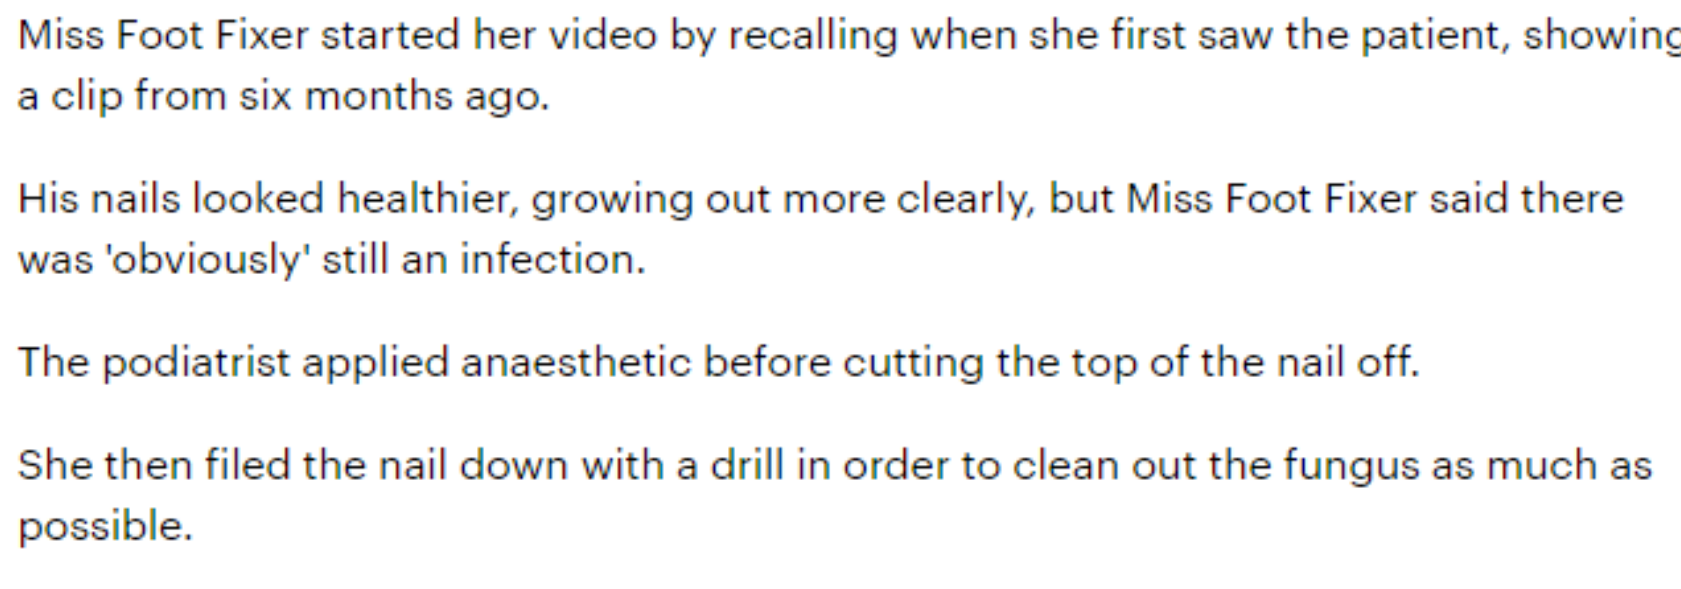 Miss Foot Fixer started her video by recalling when she first saw the patient, showing
a clip from six months ago.
His nails looked healthier, growing out more clearly, but Miss Foot Fixer said there
was 'obviously' still an infection.
The podiatrist applied anaesthetic before cutting the top of the nail off.
She then filed the nail down with a drill in order to clean out the fungus as much as
possible.